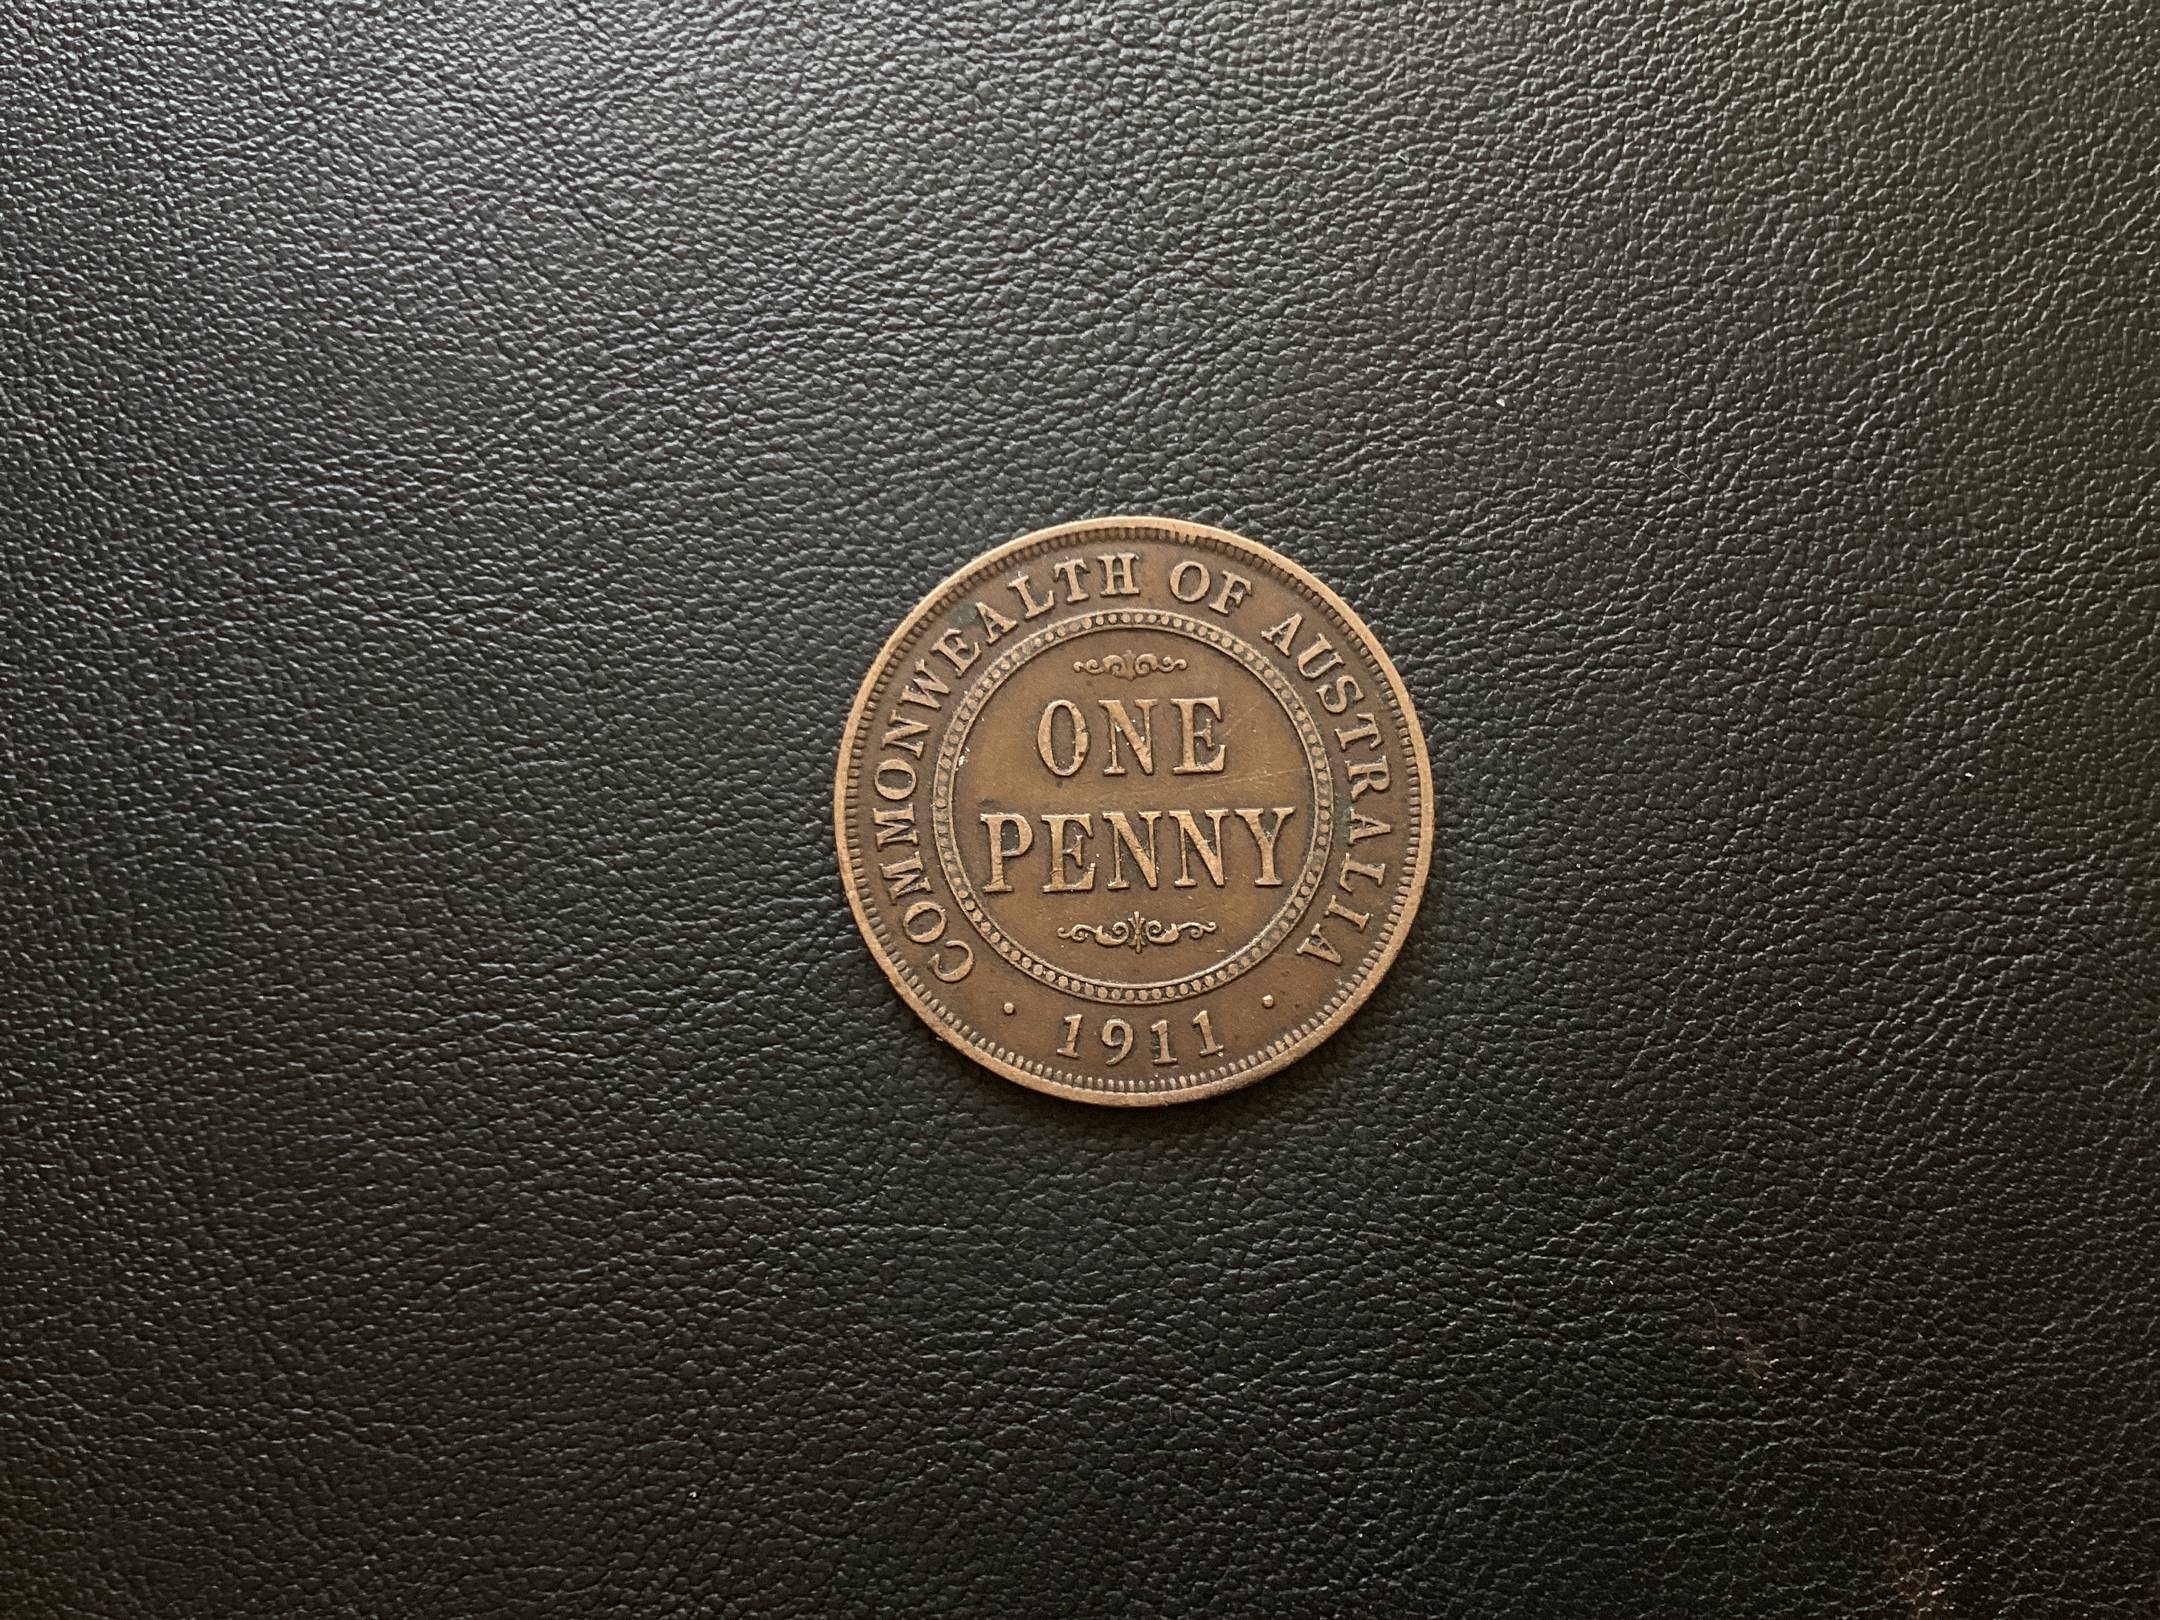 COMMONWEALTH OF AUSTRALIA
ONE
PENNY
· 1911 ·